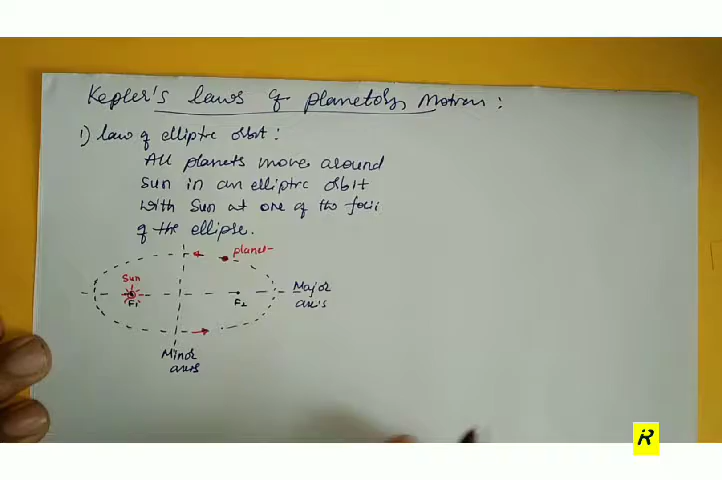 Kepler's laws of planetory Motion :
1) law of elliptic orbit :
All planets move around
Sun in an elliptic orbit
with Sun at one of the focii
of the ellipse.
planet
Sun
F1
F2
Major
axis
Minor
axis
R